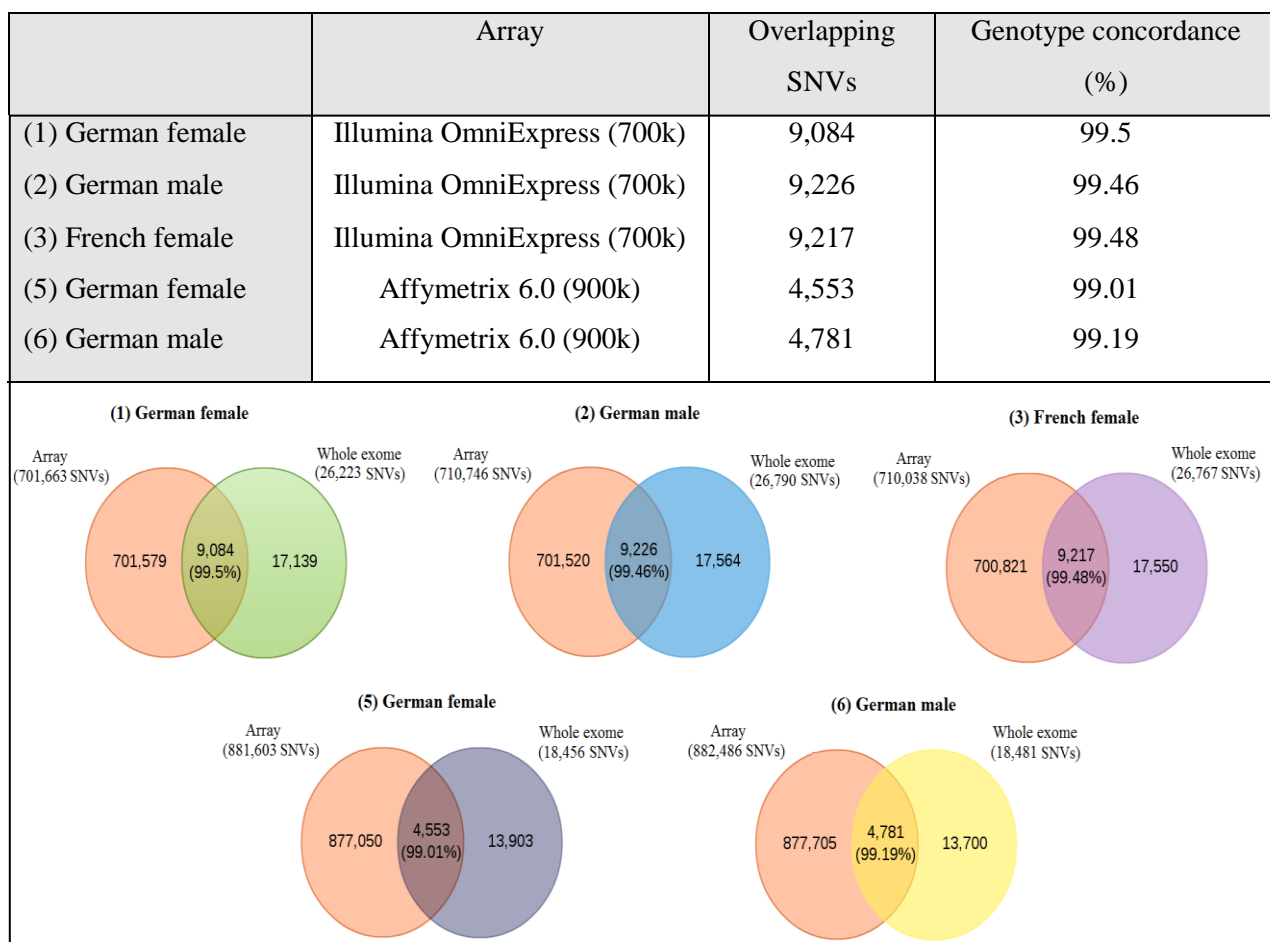 Array Overlapping SNVs Genotype concordance (%)
(1) German female Illumina OmniExpress (700k) 9,084 99.5
(2) German male Illumina OmniExpress (700k) 9,226 99.46
(3) French female Illumina OmniExpress (700k) 9,217 99.48
(5) German female Affymetrix 6.0 (900k) 4,553 99.01
(6) German male Affymetrix 6.0 (900k) 4,781 99.19
(1) German female
Array
(701,663 SNVs)
Whole exome
(26,223 SNVs)
701,579
9,084
(99.5%)
17,139
(2) German male
Array
(710,746 SNVs)
Whole exome
(26,790 SNVs)
701,520
9,226
(99.46%)
17,564
(3) French female
Array
(710,038 SNVs)
Whole exome
(26,767 SNVs)
700,821
9,217
(99.48%)
17,550
(5) German female
Array
(881,603 SNVs)
Whole exome
(18,456 SNVs)
877,050
4,553
(99.01%)
13,903
(6) German male
Array
(882,486 SNVs)
Whole exome
(18,481 SNVs)
877,705
4,781
(99.19%)
13,700